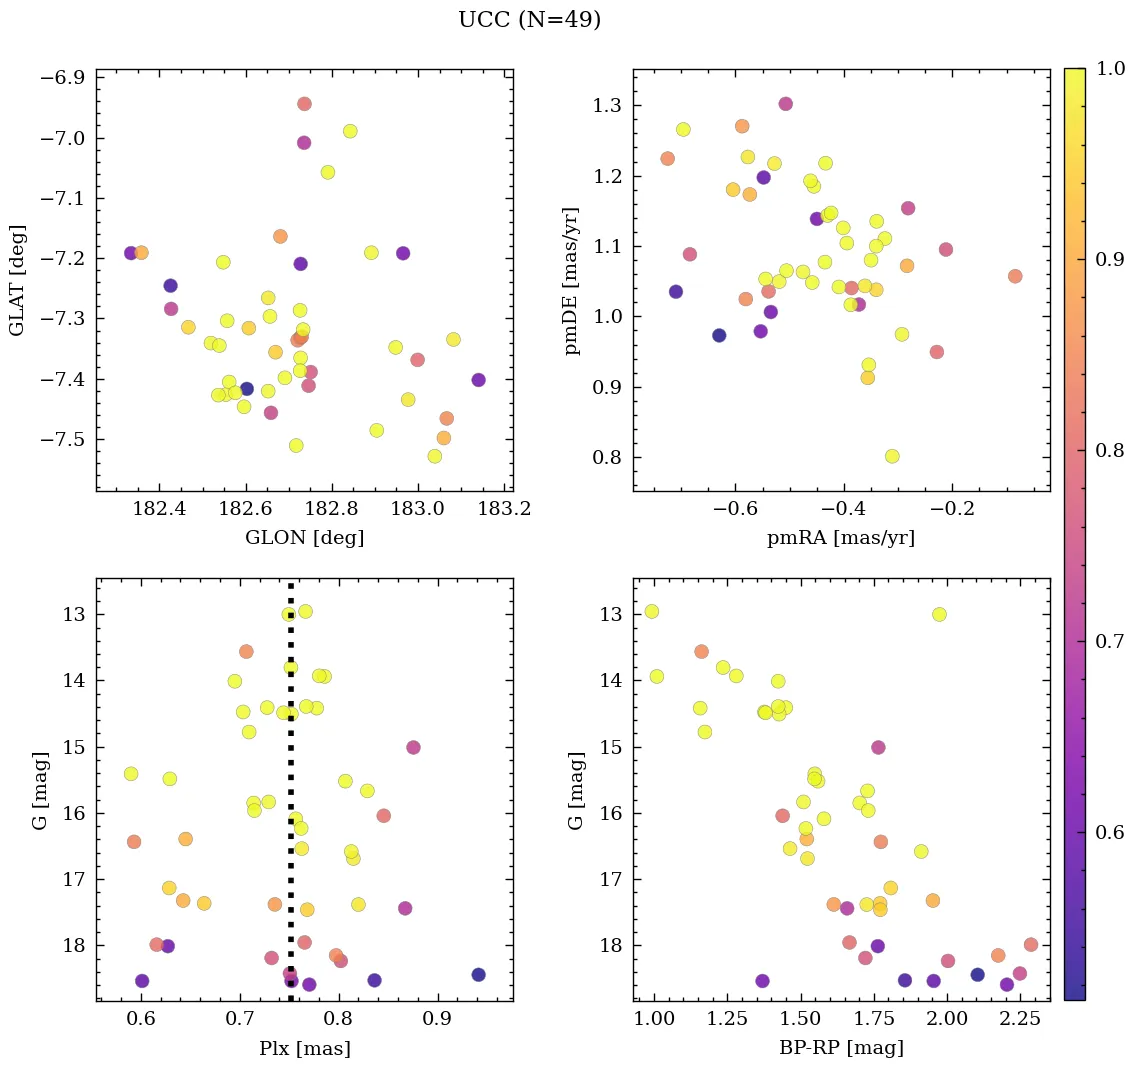 UCC (N=49)
−6.9
−7.0
−7.1
−7.2
−7.3
−7.4
−7.5
GLAT [deg]
182.4 182.6 182.8 183.0 183.2
GLON [deg]
1.3
1.2
1.1
1.0
0.9
0.8
pmDE [mas/yr]
−0.6 −0.4 −0.2
pmRA [mas/yr]
1.0
0.9
0.8
0.7
0.6
13
14
15
16
17
18
G [mag]
0.6 0.7 0.8 0.9
Plx [mas]
13
14
15
16
17
18
G [mag]
1.00 1.25 1.50 1.75 2.00 2.25
BP-RP [mag]